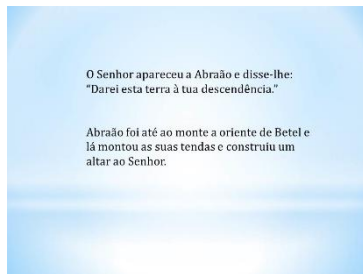 O Senhor apareceu a Abraão e disse-lhe:
“Darei esta terra à tua descendência.”
Abraão foi até ao monte a oriente de Betel e
lá montou as suas tendas e construiu um
altar ao Senhor.